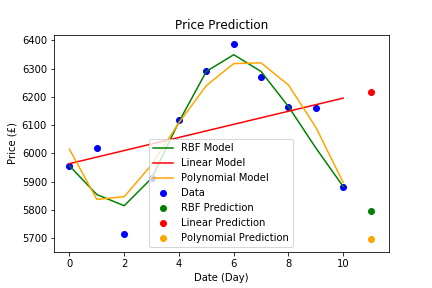 Price Prediction
6400
6300
6200
6100
6000
5900
5800
5700
Price (£)
RBF Model
Linear Model
Polynomial Model
Data
RBF Prediction
Linear Prediction
Polynomial Prediction
0
2
4
6
8
10
Date (Day)